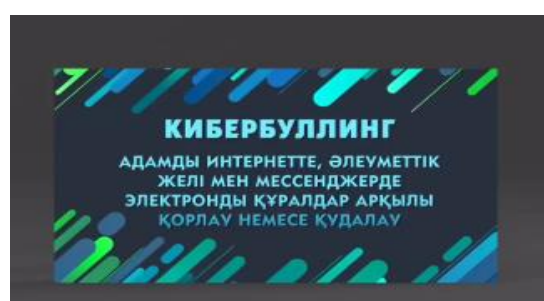 КИБЕРБУЛЛИНГ
АДАМДЫ ИНТЕРНЕТТЕ, ӘЛЕУМЕТТІК
ЖЕЛІ МЕН МЕССЕНДЖЕРДЕ
ЭЛЕКТРОНДЫ ҚҰРАЛДАР АРҚЫЛЫ
ҚОРЛАУ НЕМЕСЕ ҚУДАЛАУ